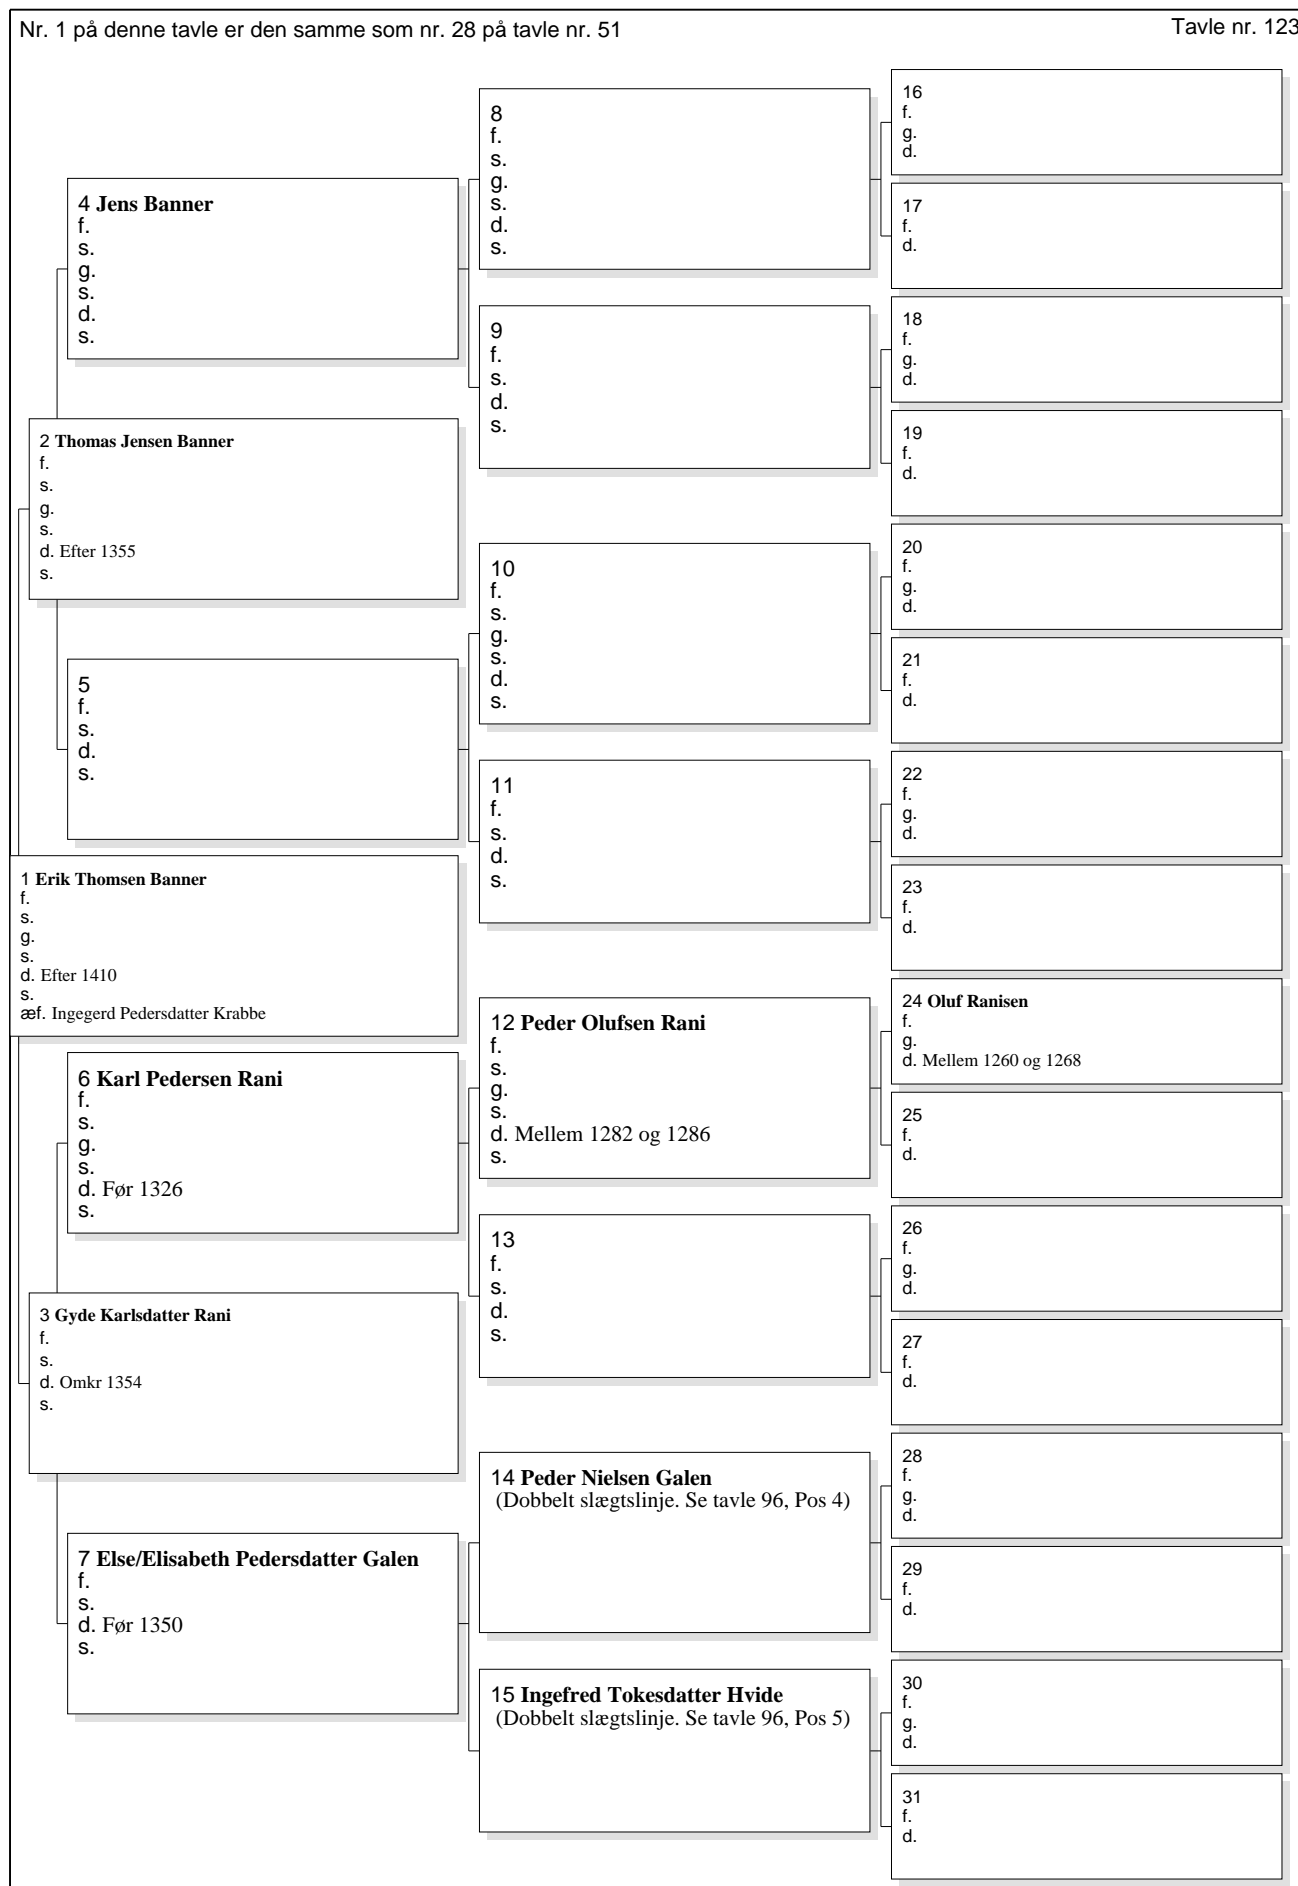 Nr. 1 på denne tavle er den samme som nr. 28 på tavle nr. 51
Tavle nr. 123
1 Erik Thomsen Banner
f.
s.
g.
s.
d. Efter 1410
s.
æf. Ingegerd Pedersdatter Krabbe
2 Thomas Jensen Banner
f.
s.
g.
s.
d. Efter 1355
s.
3 Gyde Karlsdatter Rani
f.
s.
d. Omkr 1354
s.
4 Jens Banner
f.
s.
g.
s.
d.
s.
5
f.
s.
d.
s.
6 Karl Pedersen Rani
f.
s.
g.
s.
d. Før 1326
s.
7 Else/Elisabeth Pedersdatter Galen
f.
s.
d. Før 1350
s.
8
f.
s.
g.
s.
d.
s.
9
f.
s.
d.
s.
10
f.
s.
g.
s.
d.
s.
11
f.
s.
d.
s.
12 Peder Olufsen Rani
f.
s.
g.
s.
d. Mellem 1282 og 1286
s.
13
f.
s.
d.
s.
14 Peder Nielsen Galen
(Dobbelt slægtslinje. Se tavle 96, Pos 4)
15 Ingefred Tokesdatter Hvide
(Dobbelt slægtslinje. Se tavle 96, Pos 5)
16
f.
g.
d.
17
f.
d.
18
f.
g.
d.
19
f.
d.
20
f.
g.
d.
21
f.
d.
22
f.
g.
d.
23
f.
d.
24 Oluf Ranisen
f.
g.
d. Mellem 1260 og 1268
25
f.
d.
26
f.
g.
d.
27
f.
d.
28
f.
g.
d.
29
f.
d.
30
f.
g.
d.
31
f.
d.